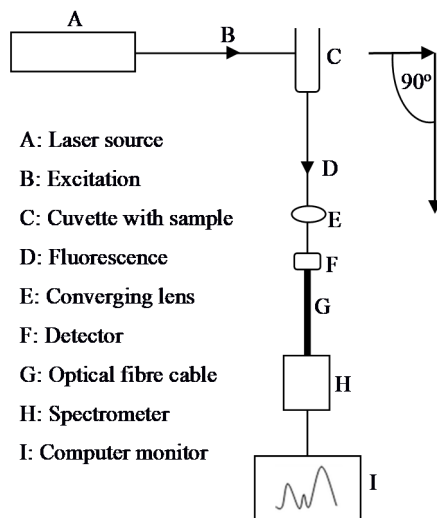 A
B
C
90º
A: Laser source
B: Excitation
D
C: Cuvette with sample
E
D: Fluorescence
F
E: Converging lens
G
F: Detector
G: Optical fibre cable
H
H: Spectrometer
I: Computer monitor
I